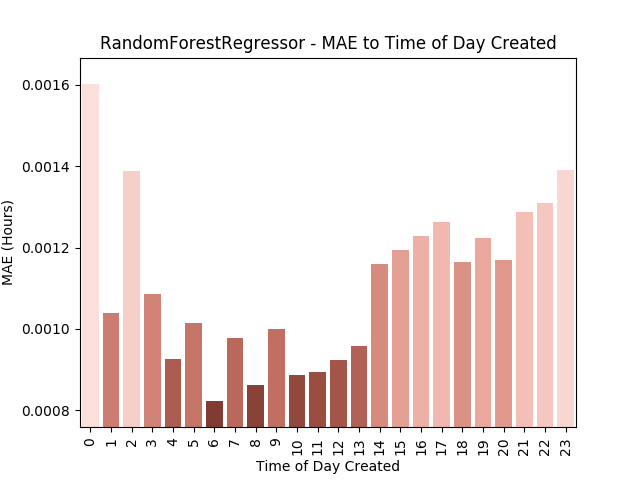 RandomForestRegressor - MAE to Time of Day Created
MAE (Hours)
0.0016
0.0014
0.0012
0.0010
0.0008
0 1 2 3 4 5 6 7 8 9 10 11 12 13 14 15 16 17 18 19 20 21 22 23
Time of Day Created